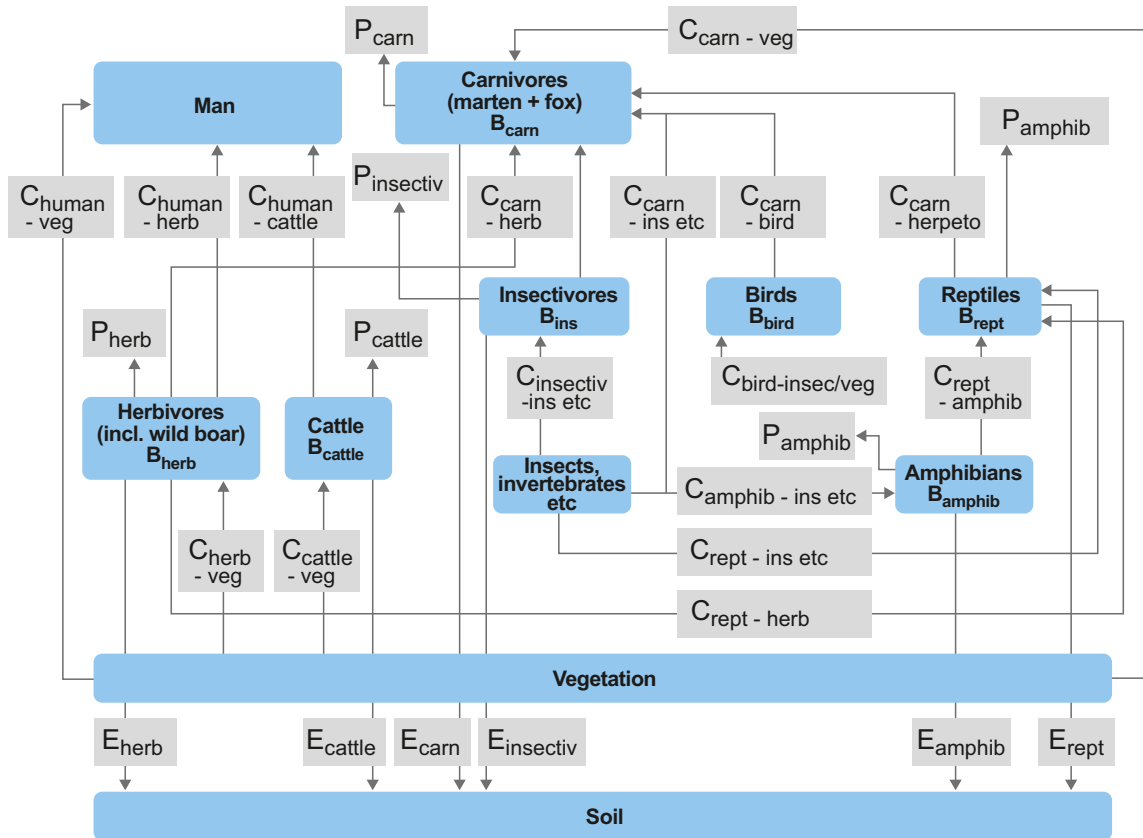 P carn
C carn - veg
Man
Carnivores
(marten + fox)
B carn
P amphib
P insectiv
C human
- veg
C human
- herb
C human
- cattle
C carn
- herb
C carn
- ins etc
C carn
- bird
C carn
- herpeto
Insectivores
B ins
Birds
B bird
Reptiles
B rept
P herb
P cattle
C insectiv
-ins etc
C bird-insec/veg
C rept
- amphib
Herbivores
(incl. wild boar)
B herb
Cattle
B cattle
P amphib
Insects,
invertebrates
etc
C amphib - ins etc
Amphibians
B amphib
C herb
- veg
C cattle
- veg
C rept - ins etc
C rept - herb
Vegetation
E herb
E cattle
E carn
E insectiv
E amphib
E rept
Soil